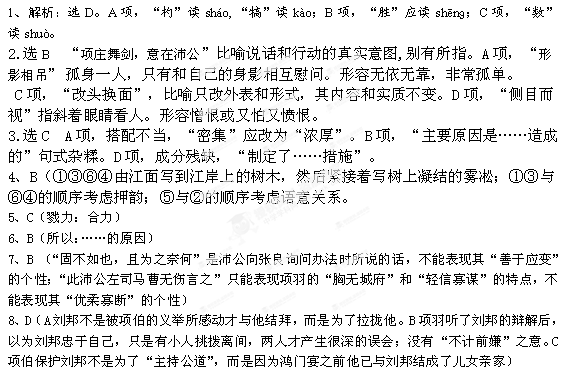 1、解析：选 D。A 项，“杓”读 sháo, “犒”读 kào；B 项，“胜”应读 shēng；C 项，“数”
读 shuò。
2.选 B “项庄舞剑，意在沛公”比喻说话和行动的真实意图,别有所指。A 项，“形
影相吊”孤身一人，只有和自己的身影相互慰问。形容无依无靠，非常孤单。
C 项，“改头换面”，比喻只改外表和形式，其内容和实质不变。D 项，“侧目而
视”指斜着眼睛看人。形容憎恨或又怕又愤恨。
3.选 C A 项，搭配不当，“密集”应改为“浓厚”。B 项，“主要原因是……造成
的”句式杂糅。D 项，成分残缺，“制定了……措施”。
4、B（①③⑥④由江面写到江岸上的树木，然后紧接着写树上凝结的雾凇；①③与
⑥④的顺序考虑押韵；⑤与②的顺序考虑语意关系。
5、C（戮力：合力）
6、B（所以：……的原因）
7、B （“固不如也，且为之奈何”是沛公向张良询问办法时所说的话，不能表现其“善于应变”
的个性；“此沛公左司马曹无伤言之”只能表现项羽的“胸无城府”和“轻信寡谋”的特点，不
能表现其“优柔寡断”的个性）
8、D（A 刘邦不是被项伯的义举所感动才与他结拜，而是为了拉拢他。B 项羽听了刘邦的辩解后，
以为刘邦忠于自己，只是有小人挑拨离间，两人才产生很深的误会；没有“不计前嫌”之意。C
项伯保护刘邦不是为了“主持公道”，而是因为鸿门宴之前他已与刘邦结成了儿女亲家）